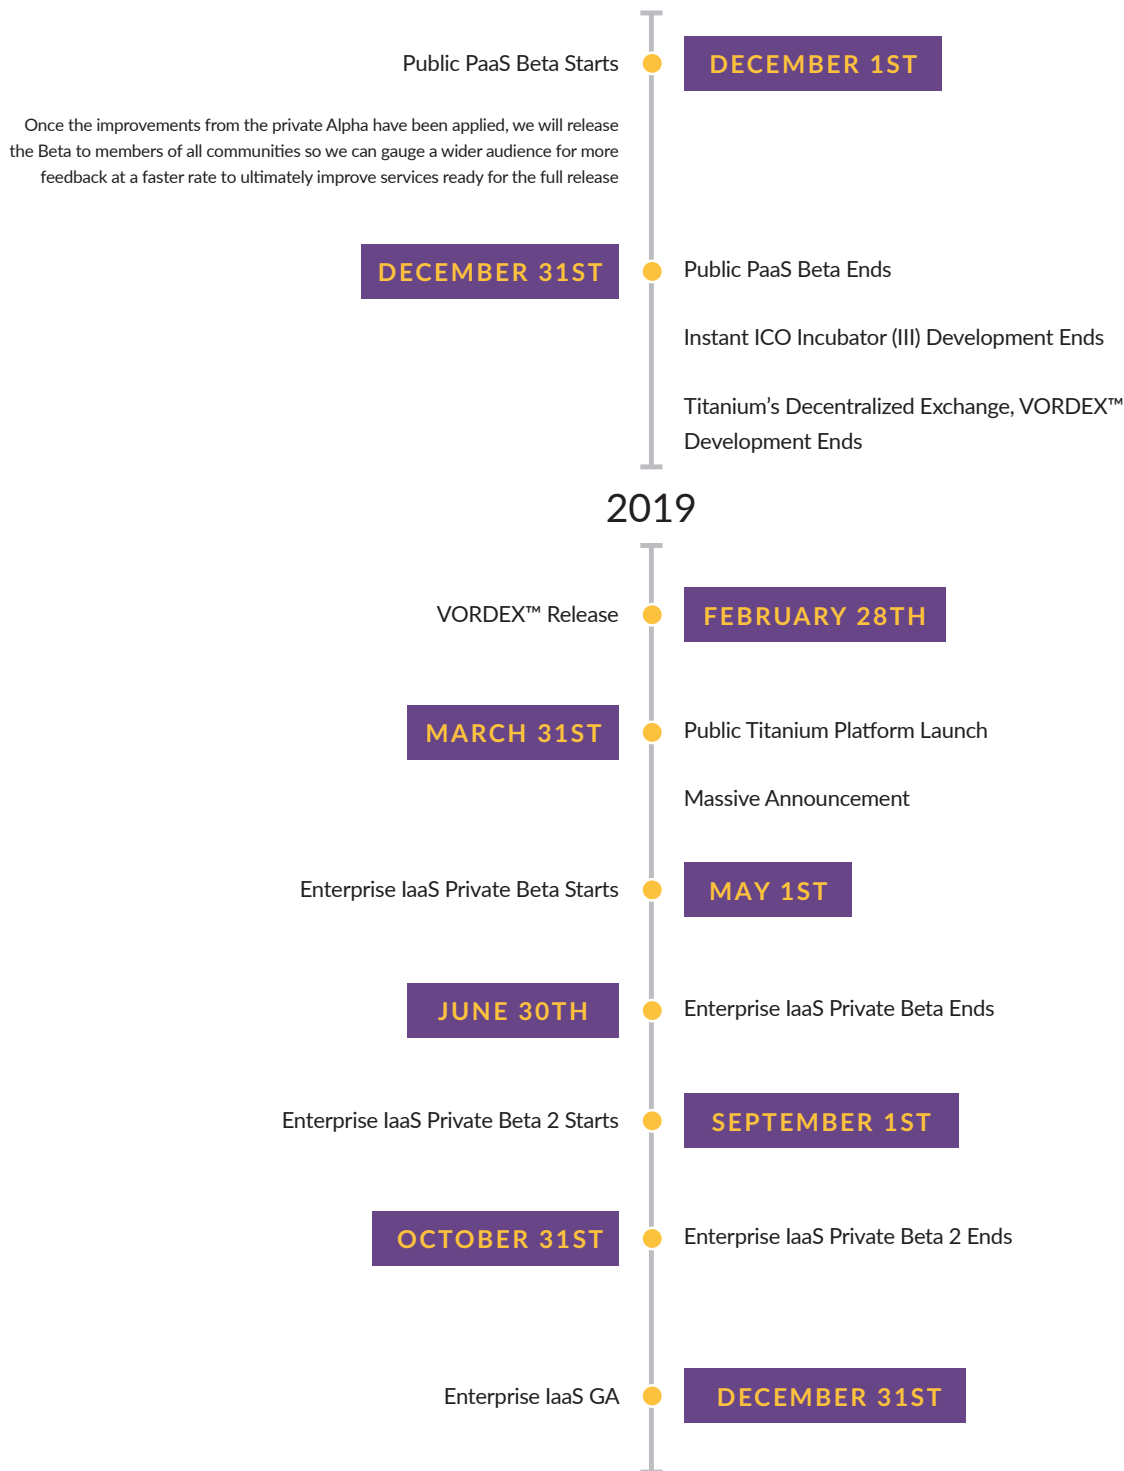 Public PaaS Beta Starts
DECEMBER 1ST
Once the improvements from the private Alpha have been applied, we will release
the Beta to members of all communities so we can gauge a wider audience for more
feedback at a faster rate to ultimately improve services ready for the full release
DECEMBER 31ST
Public PaaS Beta Ends
Instant ICO Incubator (III) Development Ends
Titanium’s Decentralized Exchange, VORDEX™
Development Ends
2019
VORDEX™ Release
FEBRUARY 28TH
MARCH 31ST
Public Titanium Platform Launch
Massive Announcement
Enterprise IaaS Private Beta Starts
MAY 1ST
JUNE 30TH
Enterprise IaaS Private Beta Ends
Enterprise IaaS Private Beta 2 Starts
SEPTEMBER 1ST
OCTOBER 31ST
Enterprise IaaS Private Beta 2 Ends
Enterprise IaaS GA
DECEMBER 31ST